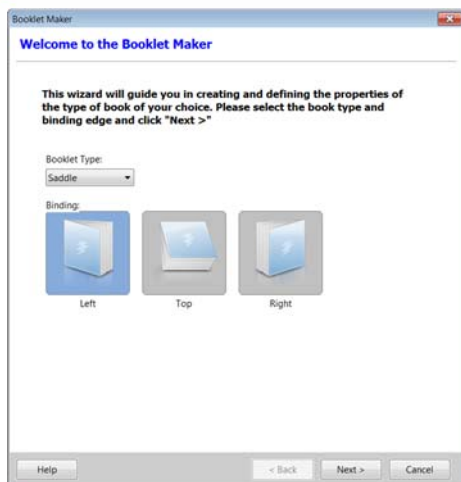 Booklet Maker
Welcome to the Booklet Maker
This wizard will guide you in creating and defining the properties of
the type of book of your choice. Please select the book type and
binding edge and click "Next >"
Booklet Type:
Saddle
Binding:
Left Top Right
Help < Back Next > Cancel